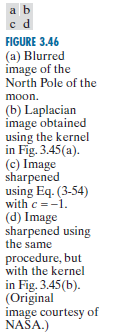 a b
c d
FIGURE 3.46
(a) Blurred
image of the
North Pole of the
moon.
(b) Laplacian
image obtained
using the kernel
in Fig. 3.45(a).
(c) Image
sharpened
using Eq. (3-54)
with c = −1.
(d) Image
sharpened using
the same
procedure, but
with the kernel
in Fig. 3.45(b).
(Original
image courtesy of
NASA.)